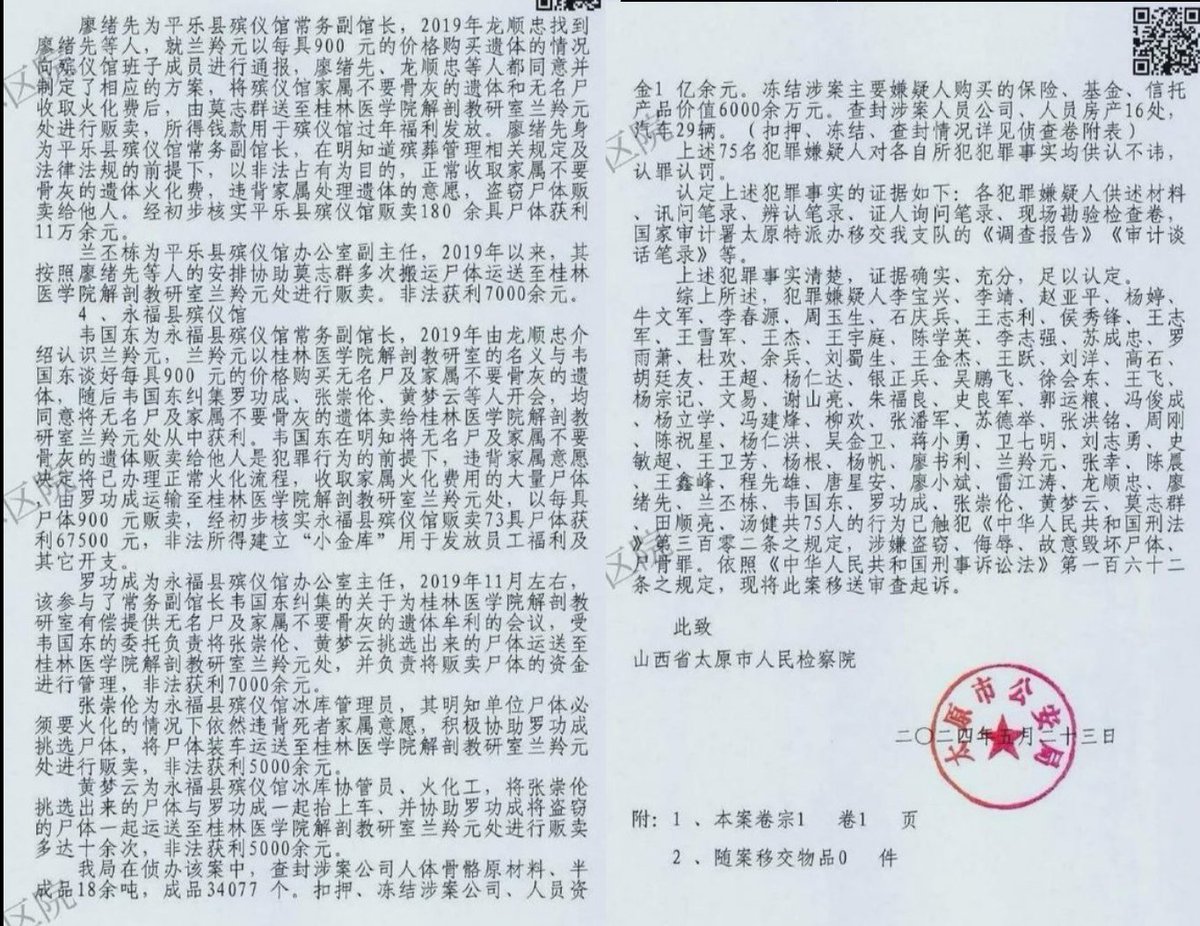 廖绪先为平乐县殡仪馆常务副馆长，2019年龙顺忠找到
廖绪先等人，就兰羚元以每具900 元的价格购买遗体的情况
向殡仪馆班子成员进行通报，廖绪先、龙顺忠等人都同意并
制定了相应的方案，将殡仪馆家属不要骨灰的遗体和无名尸
收取火化费后，由莫志群送至桂林医学院解剖教研室兰羚元
处进行贩卖，所得钱款用于殡仪馆过年福利发放。廖绪先身
为平乐县殡仪馆常务副馆长，在明知道殡葬管理相关规定及
法律法规的前提下，以非法占有为目的，正常收取家属不要
骨灰的遗体火化费，违背家属处理遗体的意愿，盗窃尸体贩
卖给他人。经初步核实平乐县殡仪馆贩卖180 余具尸体获利
11万余元。
兰丕栋为平乐县殡仪馆办公室副主任，2019年以来，其
按照廖绪先等人的安排协助莫志群多次搬运尸体运送至桂林
医学院解剖教研室兰羚元处进行贩卖。非法获利7000余元。
4 、永福县殡仪馆
韦国东为永福县殡仪馆常务副馆长，2019年由龙顺忠介
绍认识兰羚元，兰羚元以桂林医学院解剖教研室的名义与韦
国东谈好每具900 元的价格购买无名尸及家属不要骨灰的遗
体，随后韦国东纠集罗功成、张崇伦、黄梦云等人开会，均
同意将无名尸及家属不要骨灰的遗体卖给桂林医学院解剖教
研室兰羚元处从中获利。韦国东在明知将无名尸及家属不要
骨灰的遗体贩卖给他人是犯罪行为的前提下，违背家属意愿
决定将已办理正常火化流程，收取家属火化费用的大量尸体
，由罗功成运输至桂林医学院解剖教研室兰羚元处，以每具
尸体900 元贩卖，经初步核实永福县殡仪馆贩卖73具尸体获
利67500 元，非法所得建立“小金库”用于发放员工福利及
其它开支。
罗功成为永福县殡仪馆办公室主任，2019年11月左右，
该参与了常务副馆长韦国东纠集的关于为桂林医学院解剖教
研室有偿提供无名尸及家属不要骨灰的遗体牟利的会议，受
韦国东的委托负责将张崇伦、黄梦云挑选出来的尸体运送至
桂林医学院解剖教研室兰羚元处，并负责将贩卖尸体的资金
进行管理，非法获利7000余元。
张崇伦为永福县殡仪馆冰库管理员，其明知单位尸体必
须要火化的情况下依然违背死者家属意愿，积极协助罗功成
挑选尸体，将尸体装车运送至桂林医学院解剖教研室兰羚元
处进行贩卖，非法获利5000余元。
黄梦云为永福县殡仪馆冰库协管员、火化工，将张崇伦
挑选出来的尸体与罗功成一起抬上车、并协助罗功成将盗窃
的尸体一起运送至桂林医学院解剖教研室兰羚元处进行贩卖
多达十余次，非法获利5000余元。
我局在侦办该案中，查封涉案公司人体骨骼原材料、半
成品18余吨，成品34077 个。扣押、冻结涉案公司、人员资
金1 亿余元。冻结涉案主要嫌疑人购买的保险、基金、信托
产品价值6000余万元。查封涉案人员公司、人员房产16处，
汽车29辆。（扣押、冻结、查封情况详见侦查卷附表）
上述75名犯罪嫌疑人对各自所犯犯罪事实均供认不讳，
认罪认罚。
认定上述犯罪事实的证据如下：各犯罪嫌疑人供述材料
、讯问笔录、辨认笔录、证人询问笔录、现场勘验检查卷，
国家审计署太原特派办移交我支队的《调查报告》《审计谈
话笔录》等。
上述犯罪事实清楚，证据确实、充分，足以认定。
综上所述，犯罪嫌疑人李宝兴、李靖、赵亚平、杨婷、
牛文军、李春源、周玉生、石庆兵、王志利、侯秀锋、王志
军、王雪军、王杰、王宇庭、陈学英、李志强、苏成忠、罗
雨萧、杜欢、余兵、刘蜀生、王金杰、王跃、刘洋、高石、
胡廷友、王超、杨仁达、银正兵、吴鹏飞、徐会东、王飞、
杨宗记、文易、谢山亮、朱福良、史良军、郭运粮、冯俊成
、杨立学、冯建烽、柳欢、张潘军、苏德举、张洪铭、周刚
、陈祝星、杨仁洪、吴金卫、蒋小勇、卫七明、刘志勇、史
敏超、王卫芳、杨根、杨帆、廖书利、兰羚元、张幸、陈晨
、王鑫峰、程先雄、唐星安、廖小斌、雷江涛、龙顺忠、廖
绪先、兰丕栋、韦国东、罗功成、张崇伦、黄梦云、莫志群
、田顺亮、汤健共75人的行为已触犯《中华人民共和国刑法
》第三百零二条之规定，涉嫌盗窃、侮辱、故意毁坏尸体、
尸骨罪。依照《中华人民共和国刑事诉讼法》第一百六十二
条之规定，现将此案移送审查起诉。
此致
山西省太原市人民检察院
太原市公安局
二〇二四年五月二十三日
附：1 、本案卷宗1 卷1 页
2 、随案移交物品0 件
区院
区院
区院
区院
区院